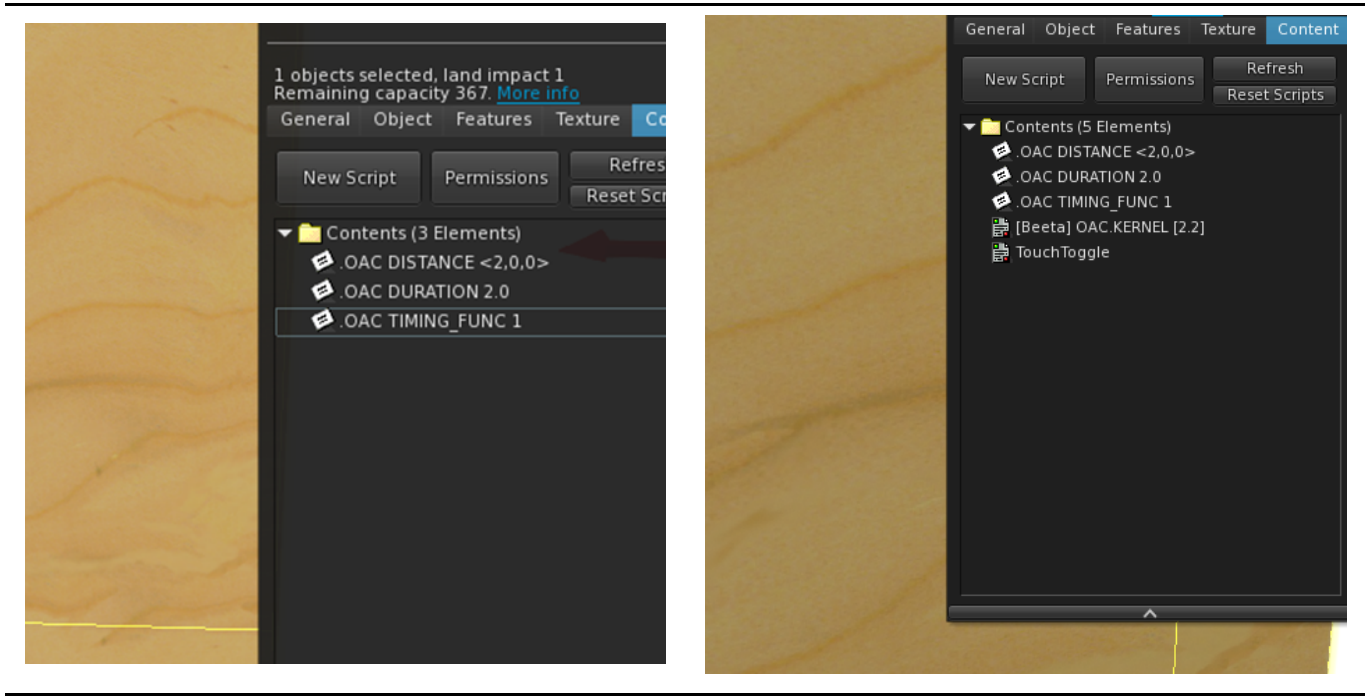 1 objects selected, land impact 1
Remaining capacity 367. More info
General Object Features Texture Co
New Script
Permissions
Refres
Reset Scr
Contents (3 Elements)
.OAC DISTANCE <2,0,0>
.OAC DURATION 2.0
.OAC TIMING_FUNC 1
General Object Features Texture Content
New Script
Permissions
Refresh
Reset Scripts
Contents (5 Elements)
.OAC DISTANCE <2,0,0>
.OAC DURATION 2.0
.OAC TIMING_FUNC 1
[Beeta] OAC.KERNEL [2.2]
TouchToggle